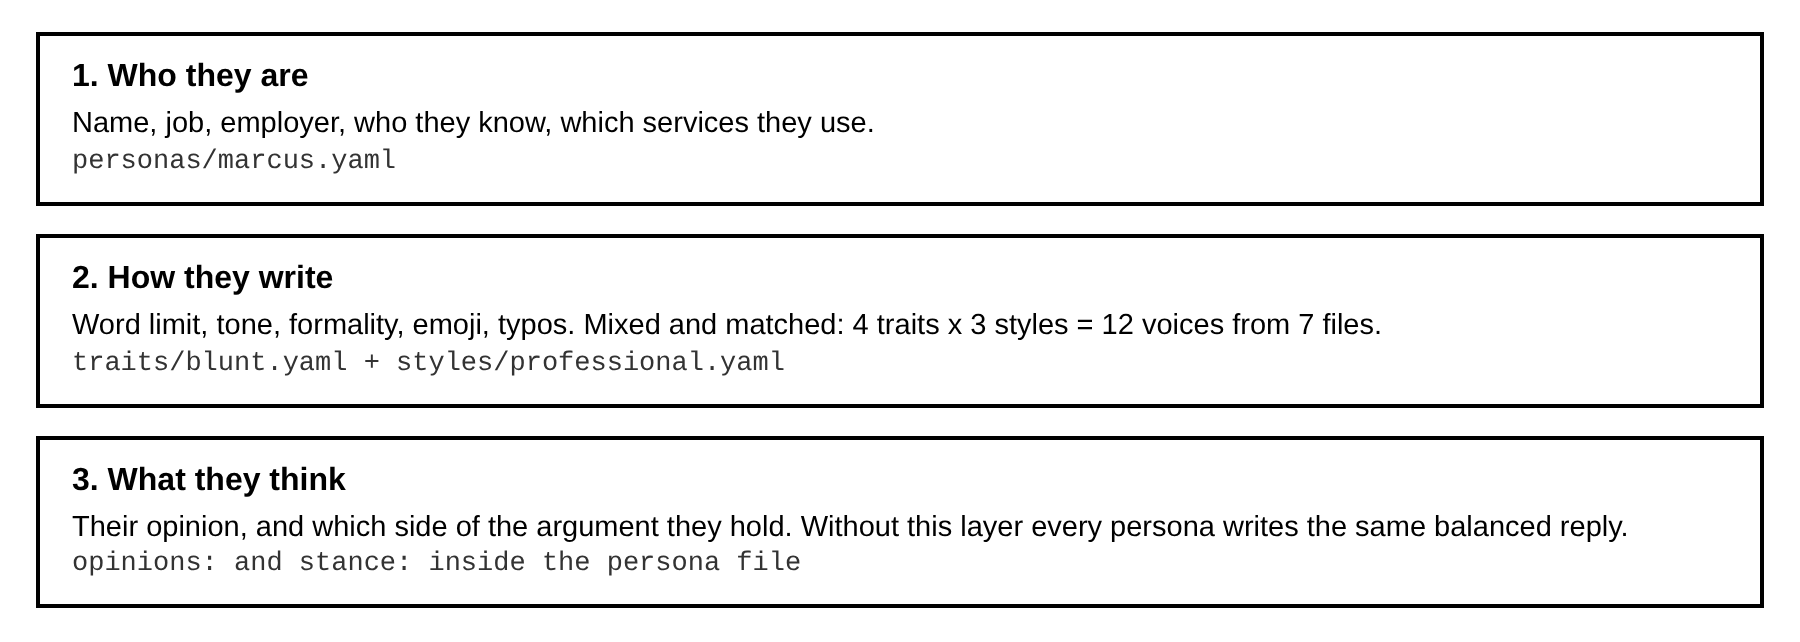 1. Who they are
Name, job, employer, who they know, which services they use.
personas/marcus.yaml
2. How they write
Word limit, tone, formality, emoji, typos. Mixed and matched: 4 traits x 3 styles = 12 voices from 7 files.
traits/blunt.yaml + styles/professional.yaml
3. What they think
Their opinion, and which side of the argument they hold. Without this layer every persona writes the same balanced reply.
opinions: and stance: inside the persona file